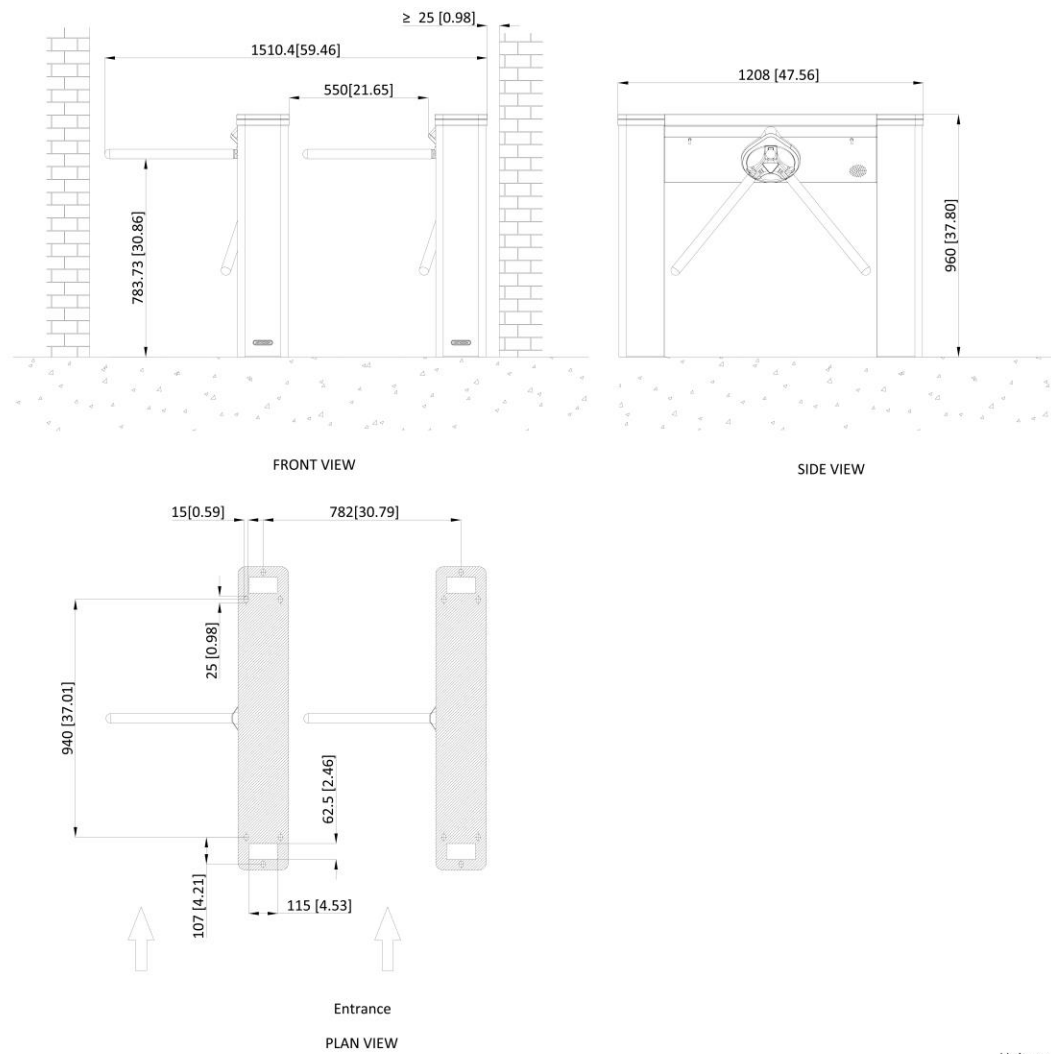 ≥ 25 [0.98]
1510.4[59.46]
550[21.65]
783.73 [30.86]
FRONT VIEW
1208 [47.56]
960 [37.80]
SIDE VIEW
15[0.59]
782[30.79]
25 [0.98]
940 [37.01]
62.5 [2.46]
107 [4.21]
115 [4.53]
Entrance
PLAN VIEW